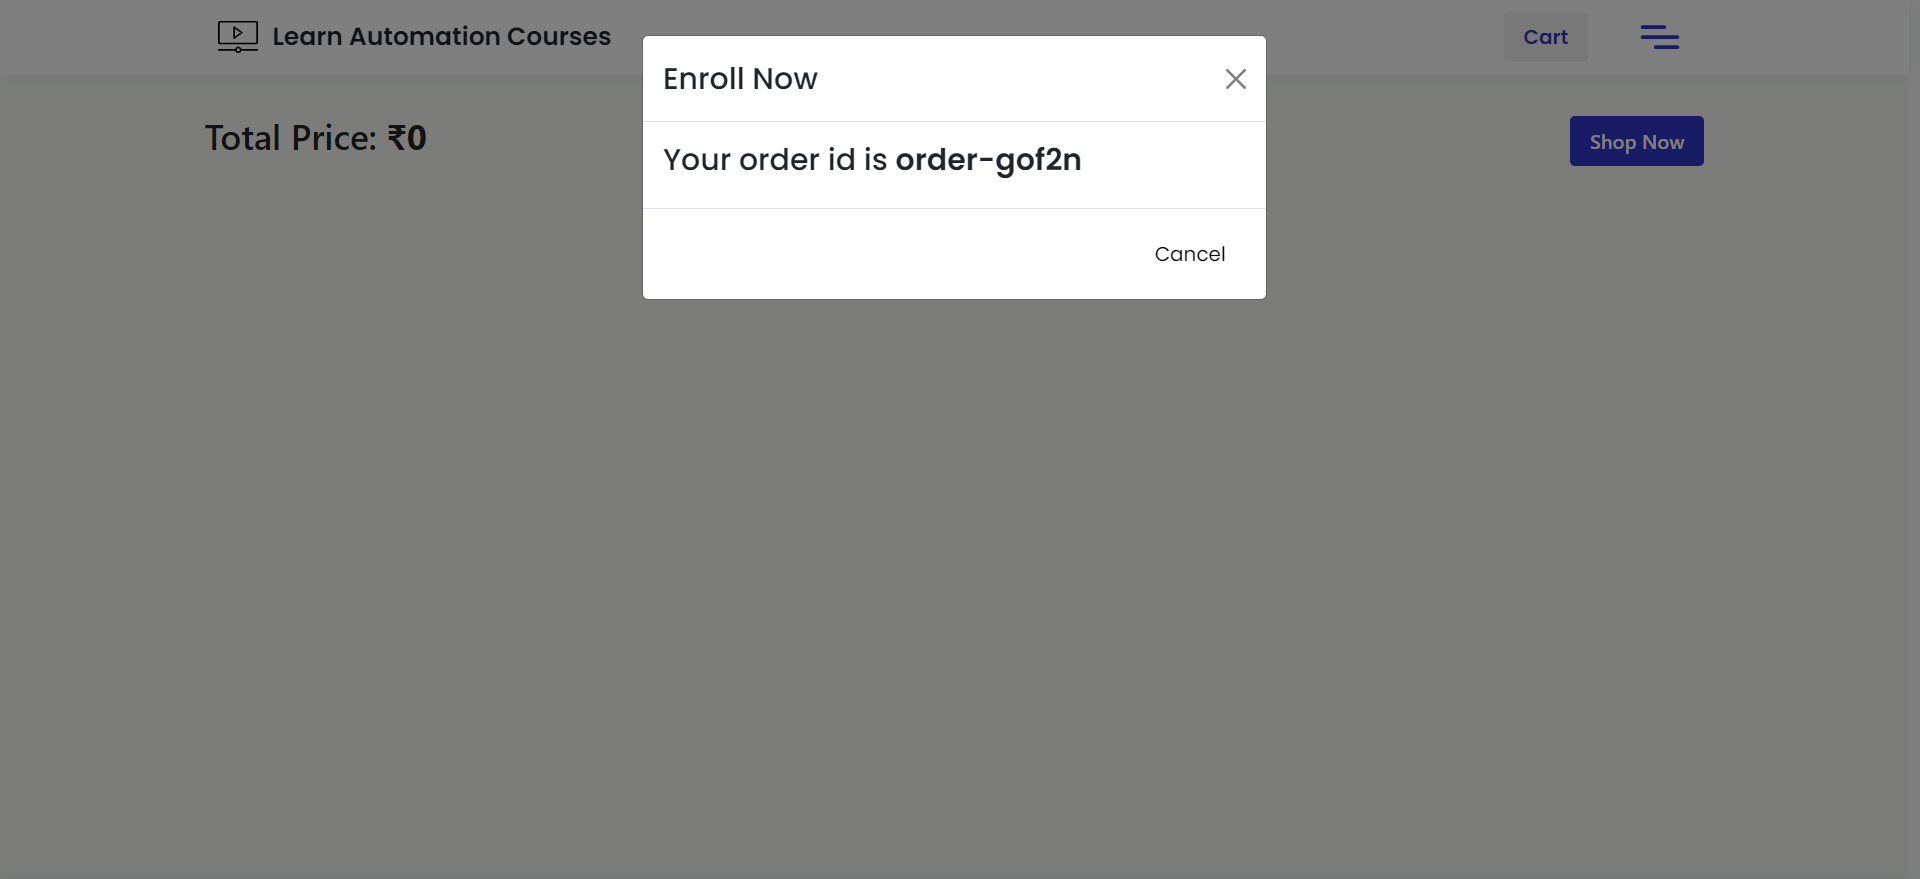 Learn Automation Courses
Cart
Enroll Now
Total Price: ₹0
Shop Now
Your order id is order-gof2n
Cancel